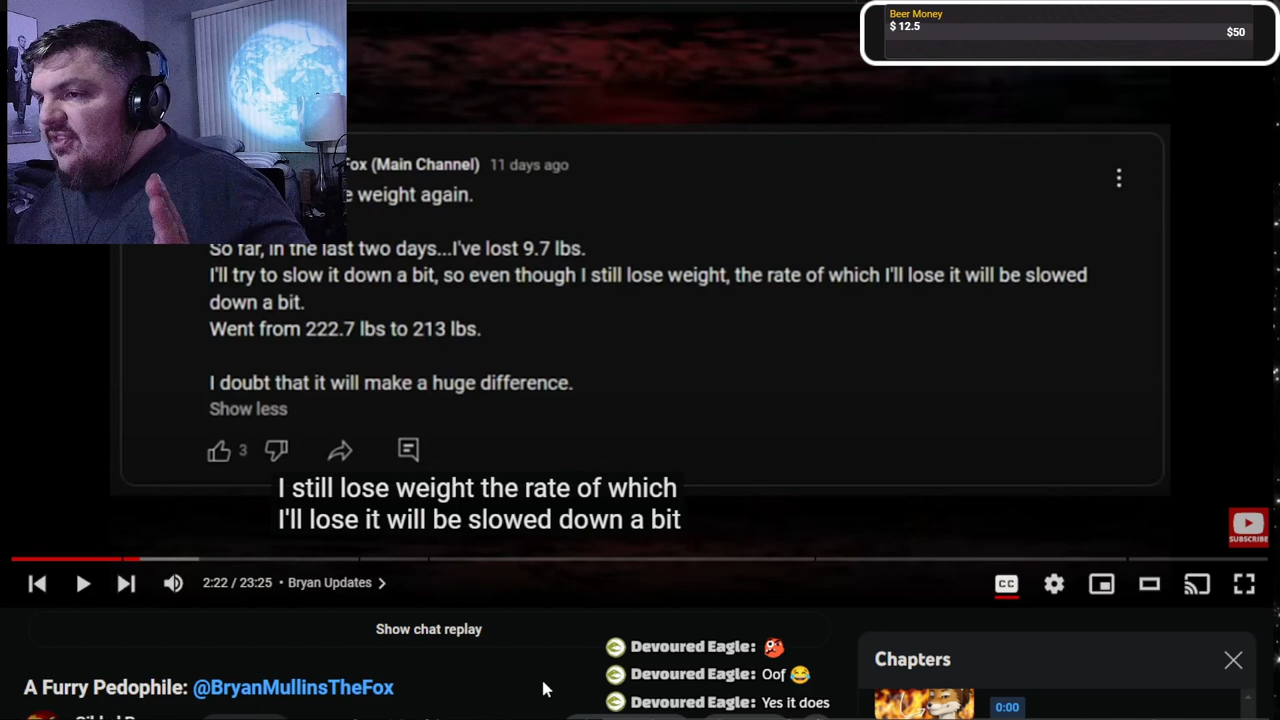 Beer Money
$ 12.5
$50
Fox (Main Channel) 11 days ago
e weight again.
So far, in the last two days...I've lost 9.7 lbs.
I'll try to slow it down a bit, so even though I still lose weight, the rate of which I'll lose it will be slowed
down a bit.
Went from 222.7 lbs to 213 lbs.
I doubt that it will make a huge difference.
Show less
3
I still lose weight the rate of which
I'll lose it will be slowed down a bit
SUBSCRIBE
2:22 / 23:25 • Bryan Updates
CC
Show chat replay
Devoured Eagle:
Devoured Eagle: Oof 😂
Devoured Eagle: Yes it does
Chapters
A Furry Pedophile: @BryanMullinsTheFox
0:00